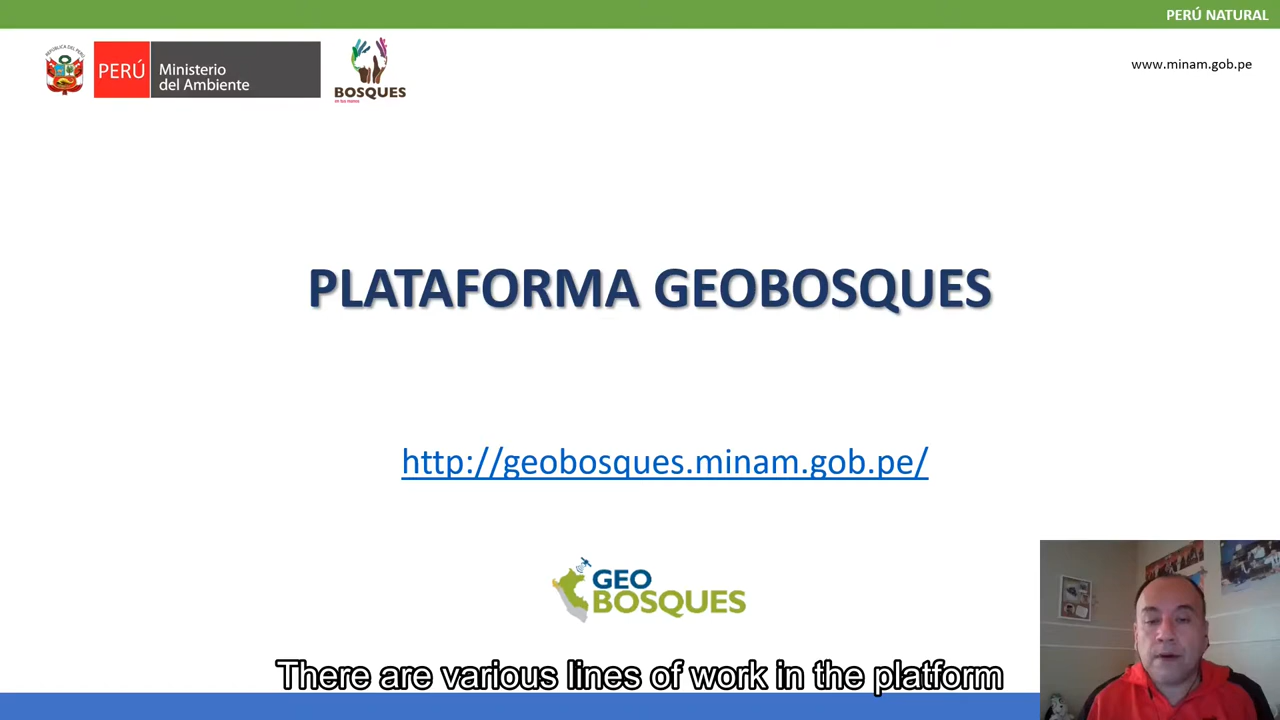 PERÚ NATURAL
PERÚ
Ministerio
del Ambiente
BOSQUES
www.minam.gob.pe
PLATAFORMA GEOBOSQUES
http://geobosques.minam.gob.pe/
GEO
BOSQUES
There are various lines of work in the platform